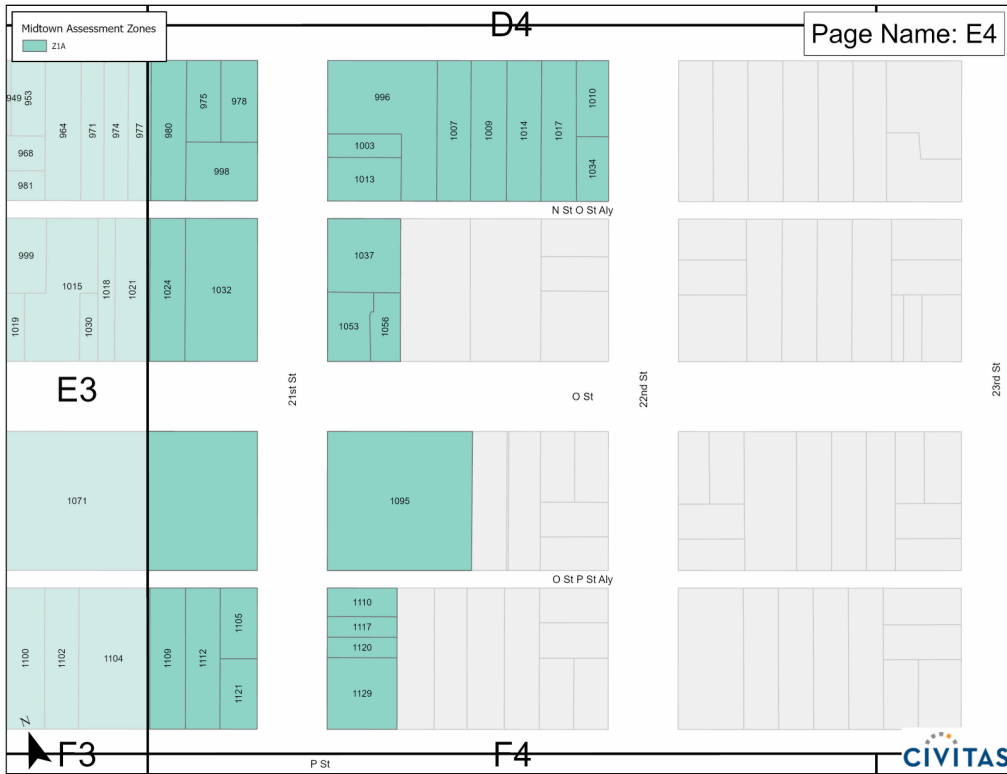 Midtown Assessment Zones
Z1A
D4
Page Name: E4
949
953
964
971
974
977
980
975
978
968
981
998
996
1003
1013
1007
1009
1014
1017
1010
1034
N St O St Aly
999
1015
1018
1021
1024
1032
1019
1030
1037
1053
1056
E3
21st St
O St
22nd St
23rd St
1071
1095
O St P St Aly
1100
1102
1104
1109
1112
1105
1121
1110
1117
1120
1129
Z
F3
P St
F4
CIVITAS